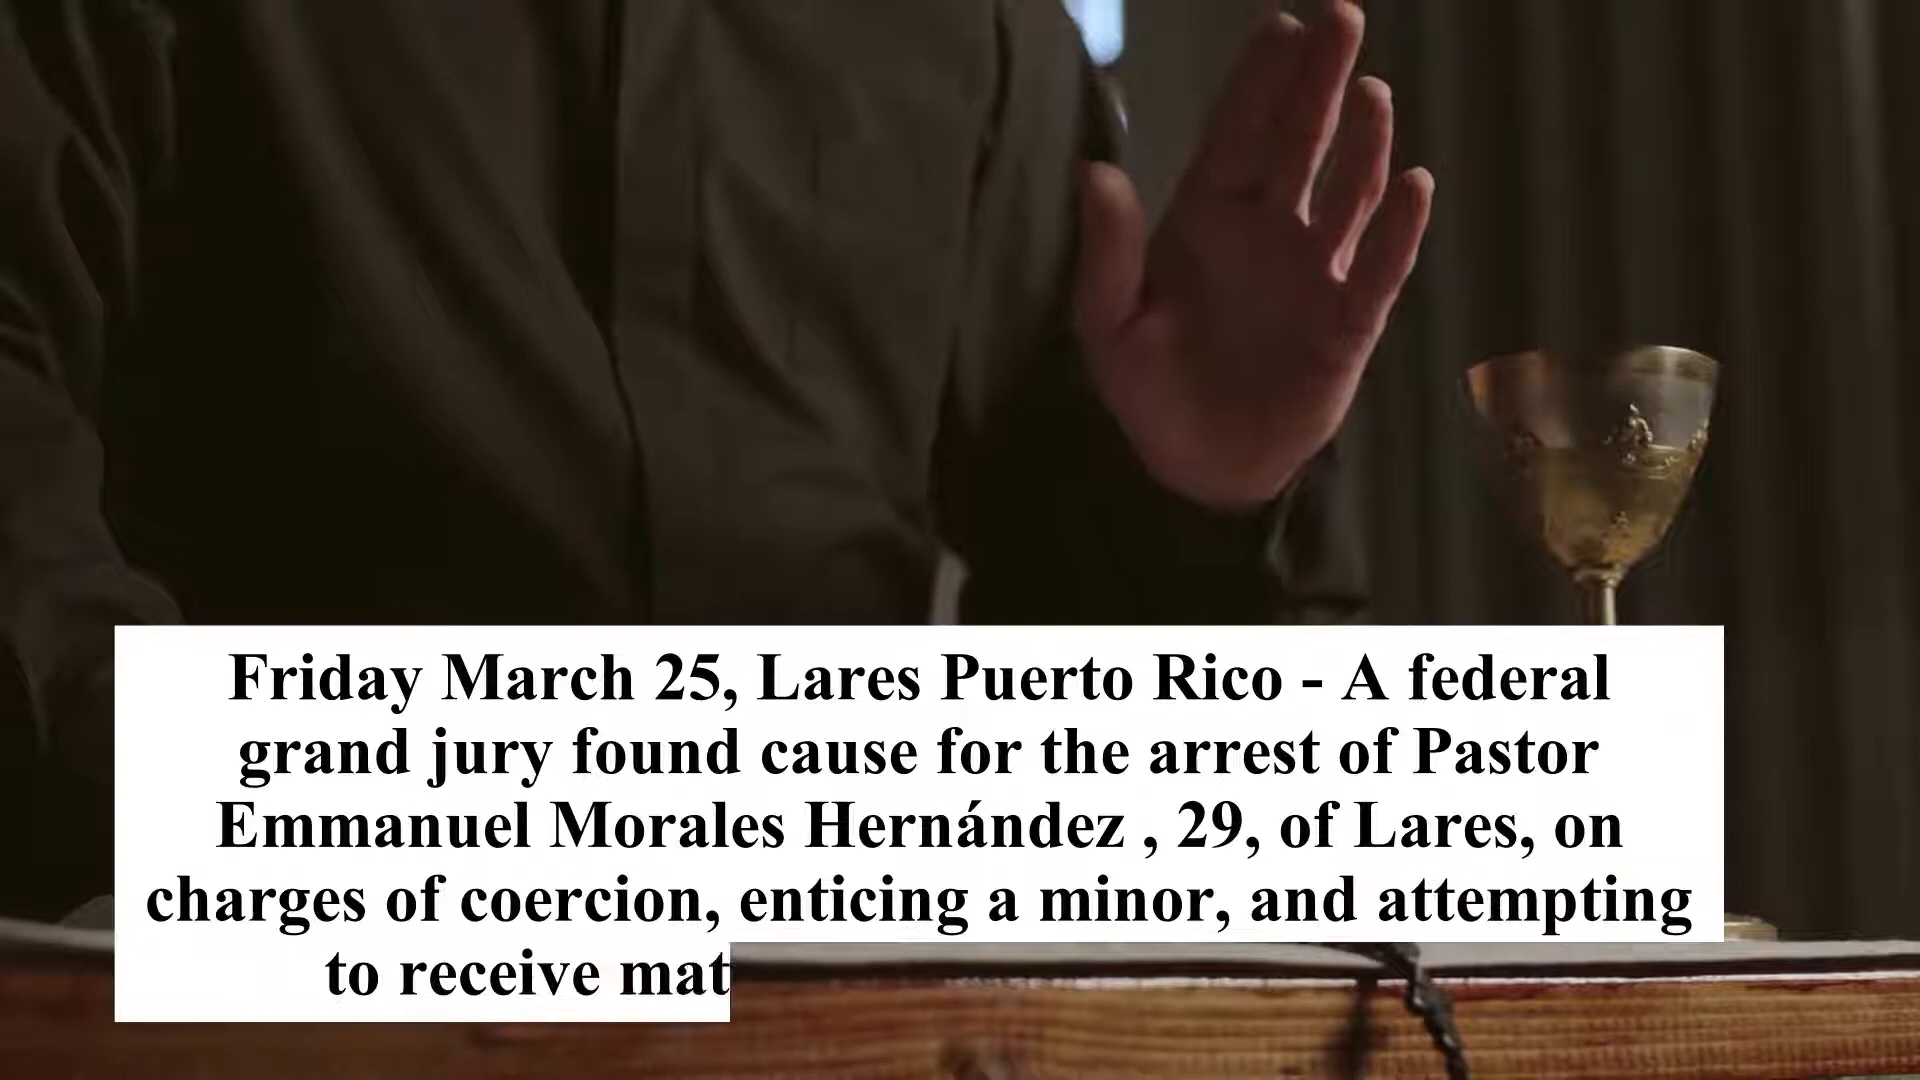 Friday March 25, Lares Puerto Rico - A federal
grand jury found cause for the arrest of Pastor
Emmanuel Morales Hernández , 29, of Lares, on
charges of coercion, enticing a minor, and attempting
to receive mat